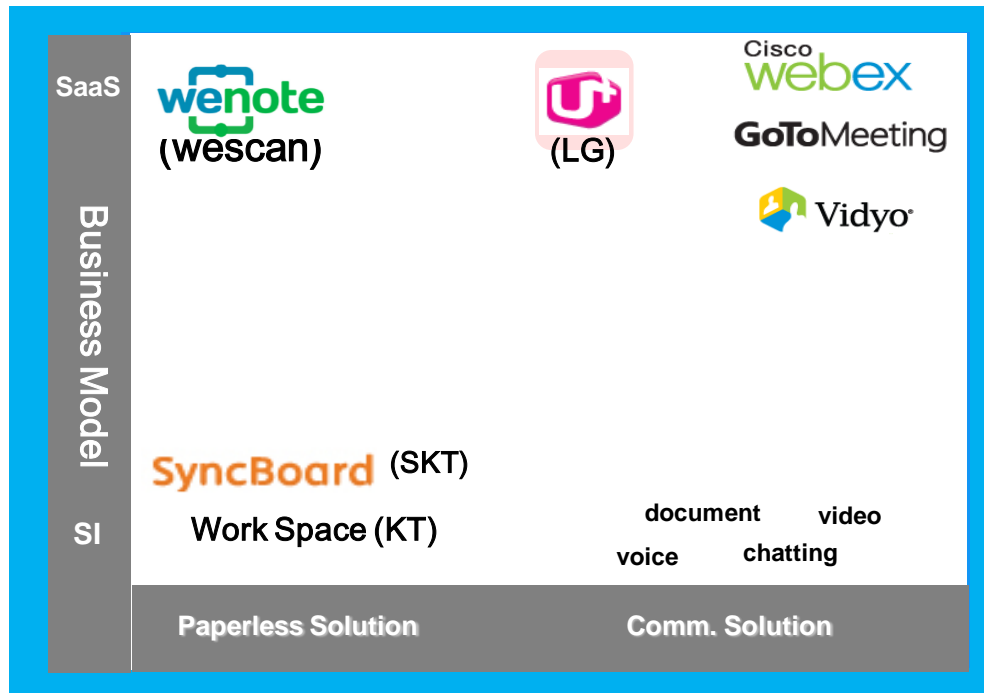 SaaS
Business Model
SI
wenote
(wescan)
U+
(LG)
Cisco
webex
GoToMeeting
Vidyo
SyncBoard (SKT)
Work Space (KT)
document video
voice chatting
Paperless Solution
Comm. Solution